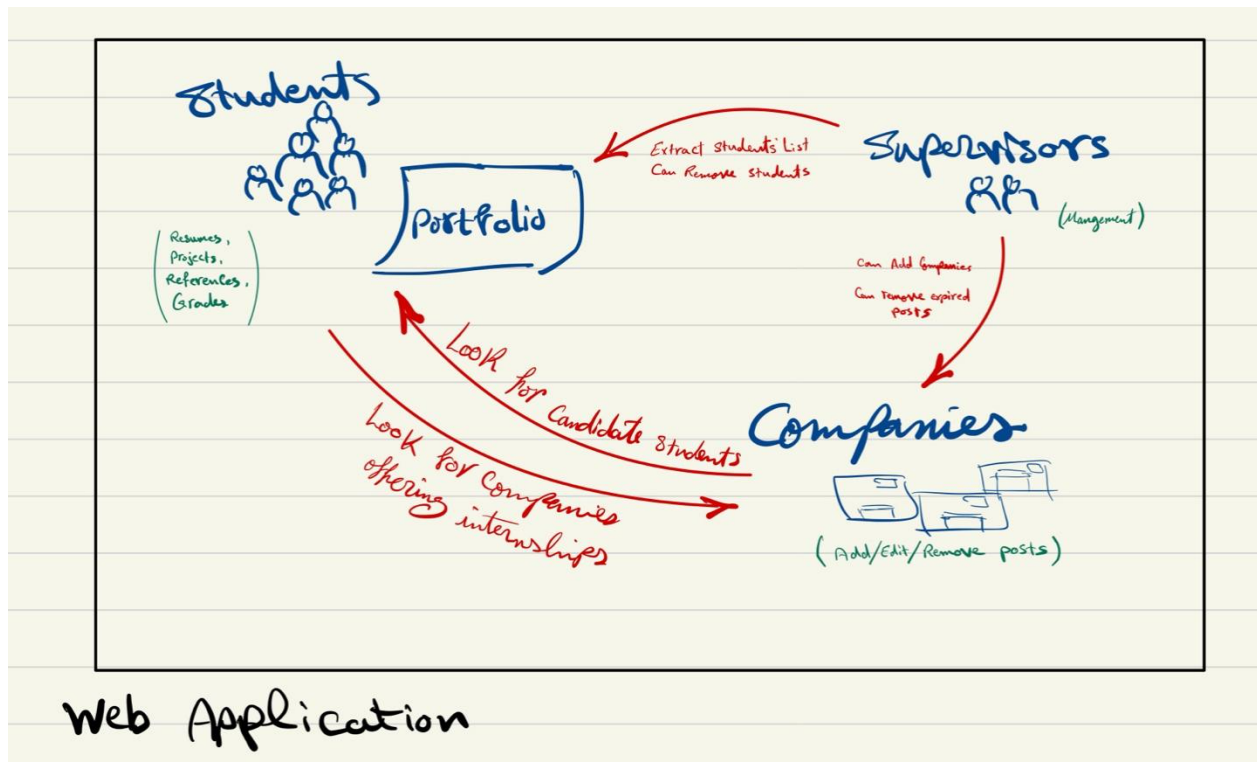 Students
Portfolio
(Resumes,
Projects,
References,
Grades)
Extract Students' List
Can Remove Students
Supervisors
(Mangement)
Can Add Companies
Can remove expired
posts
Look for Candidate Students
Look for Companies
offering internships
Companies
(Add/Edit/Remove posts)
Web Application